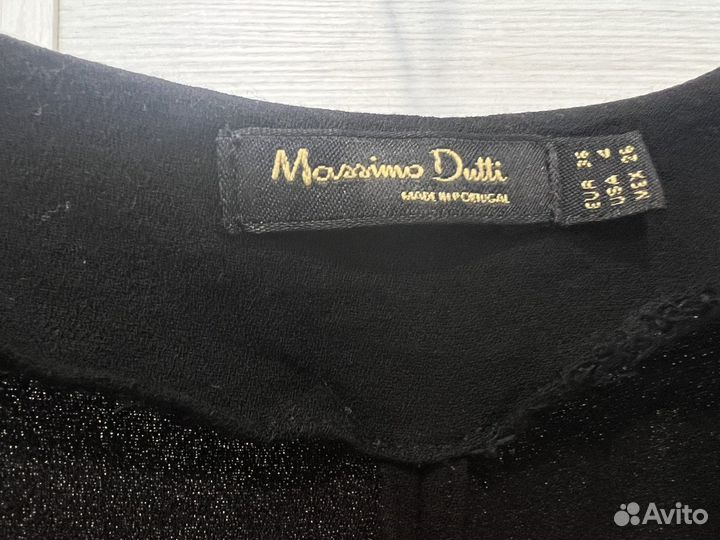 Massimo Dutti
MADE IN PORTUGAL
EUR 36
USA 4
MEX 26
Avito